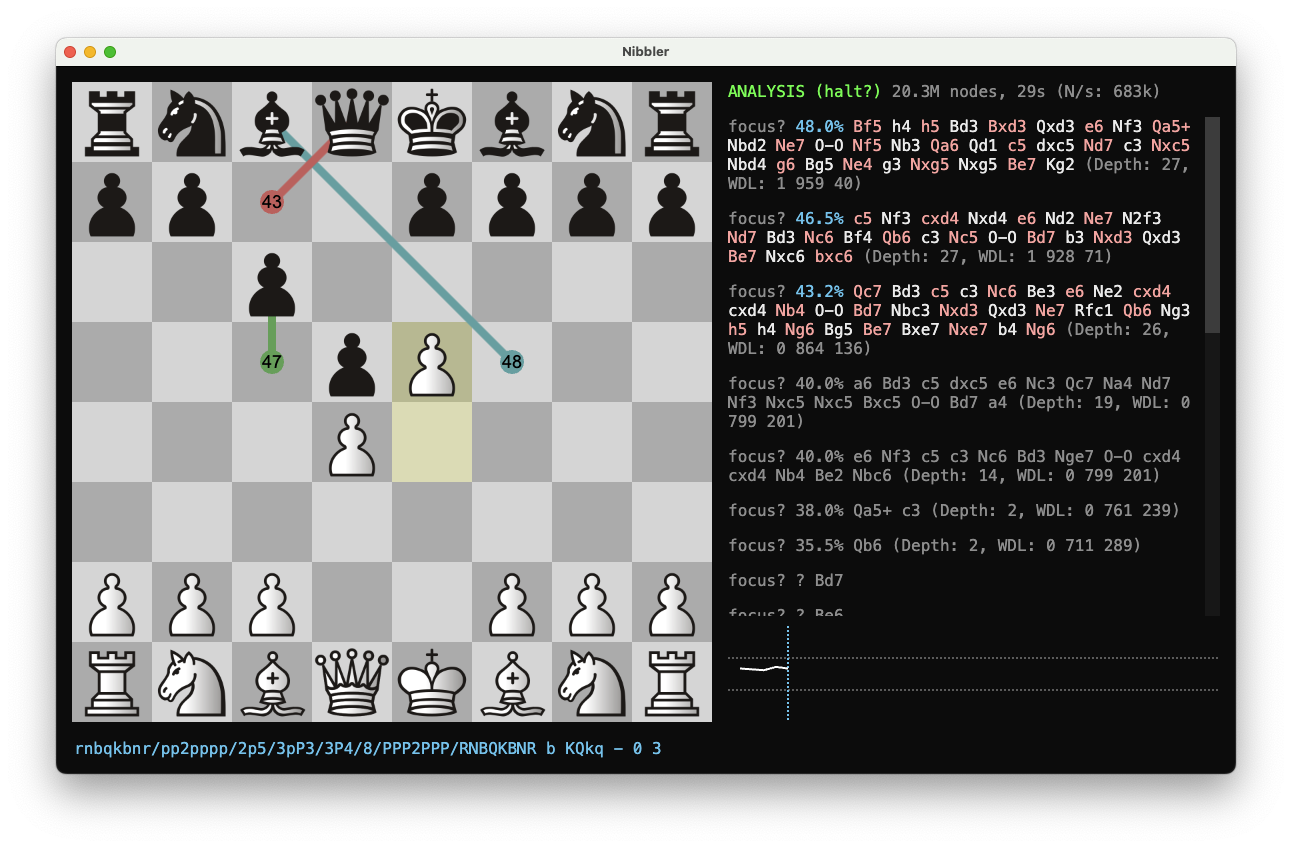 Nibbler
ANALYSIS (halt?) 20.3M nodes, 29s (N/s: 683k)
focus? 48.0% Bf5 h4 h5 Bd3 Bxd3 Qxd3 e6 Nf3 Qa5+
Nbd2 Ne7 O-O Nf5 Nb3 Qa6 Qd1 c5 dxc5 Nd7 c3 Nxc5
Nbd4 g6 Bg5 Ne4 g3 Nxg5 Nxg5 Be7 Kg2 (Depth: 27,
WDL: 1 959 40)
focus? 46.5% c5 Nf3 cxd4 Nxd4 e6 Nd2 Ne7 N2f3
Nd7 Bd3 Nc6 Bf4 Qb6 c3 Nc5 O-O Bd7 b3 Nxd3 Qxd3
Be7 Nxc6 bxc6 (Depth: 27, WDL: 1 928 71)
focus? 43.2% Qc7 Bd3 c5 c3 Nc6 Be3 e6 Ne2 cxd4
cxd4 Nb4 O-O Bd7 Nbc3 Nxd3 Qxd3 Ne7 Rfc1 Qb6 Ng3
h5 h4 Ng6 Bg5 Be7 Bxe7 Nxe7 b4 Ng6 (Depth: 26,
WDL: 0 864 136)
focus? 40.0% a6 Bd3 c5 dxc5 e6 Nc3 Qc7 Na4 Nd7
Nf3 Nxc5 Nxc5 Bxc5 O-O Bd7 a4 (Depth: 19, WDL: 0
799 201)
focus? 40.0% e6 Nf3 c5 c3 Nc6 Bd3 Nge7 O-O cxd4
cxd4 Nb4 Be2 Nbc6 (Depth: 14, WDL: 0 799 201)
focus? 38.0% Qa5+ c3 (Depth: 2, WDL: 0 761 239)
focus? 35.5% Qb6 (Depth: 2, WDL: 0 711 289)
focus? ? Bd7
focus? ? Be6
43
47
48
rnbqkbnr/pp2pppp/2p5/3pP3/3P4/8/PPP2PPP/RNBQKBNR b KQkq - 0 3